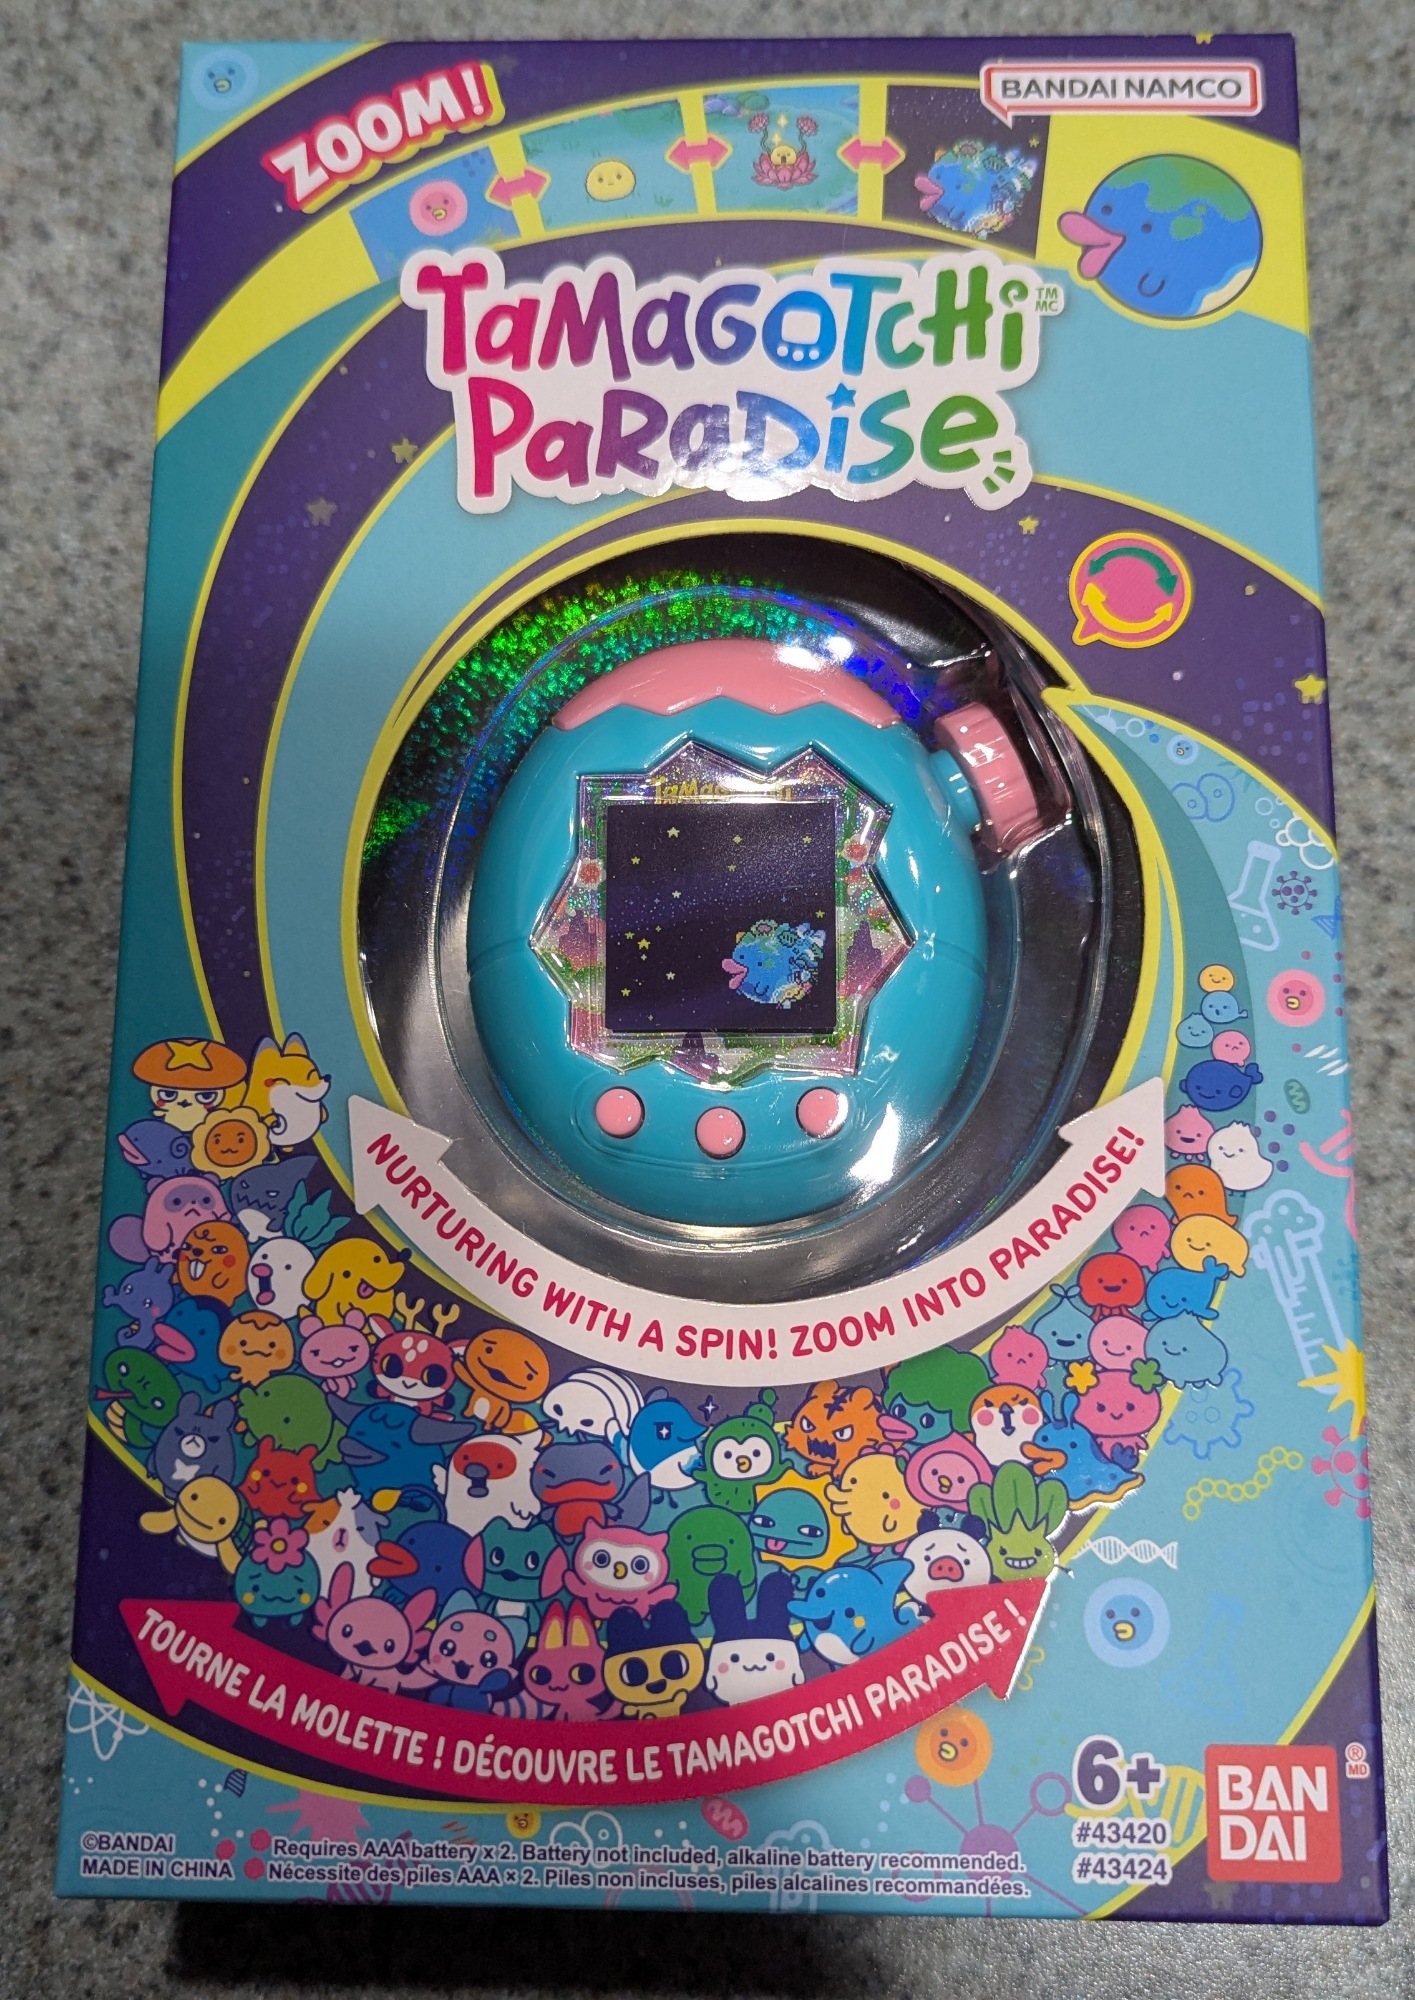 ZOOM!
BANDAI NAMCO
TAMAGOTCHI
TM
MC
PARADISE
NURTURING WITH A SPIN! ZOOM INTO PARADISE!
TOURNE LA MOLETTE ! DÉCOUVRE LE TAMAGOTCHI PARADISE !
6+
#43420
#43424
BAN
DAI
®
MD
©BANDAI
MADE IN CHINA
Requires AAA battery x 2. Battery not included, alkaline battery recommended.
Nécessite des piles AAA × 2. Piles non incluses, piles alcalines recommandées.